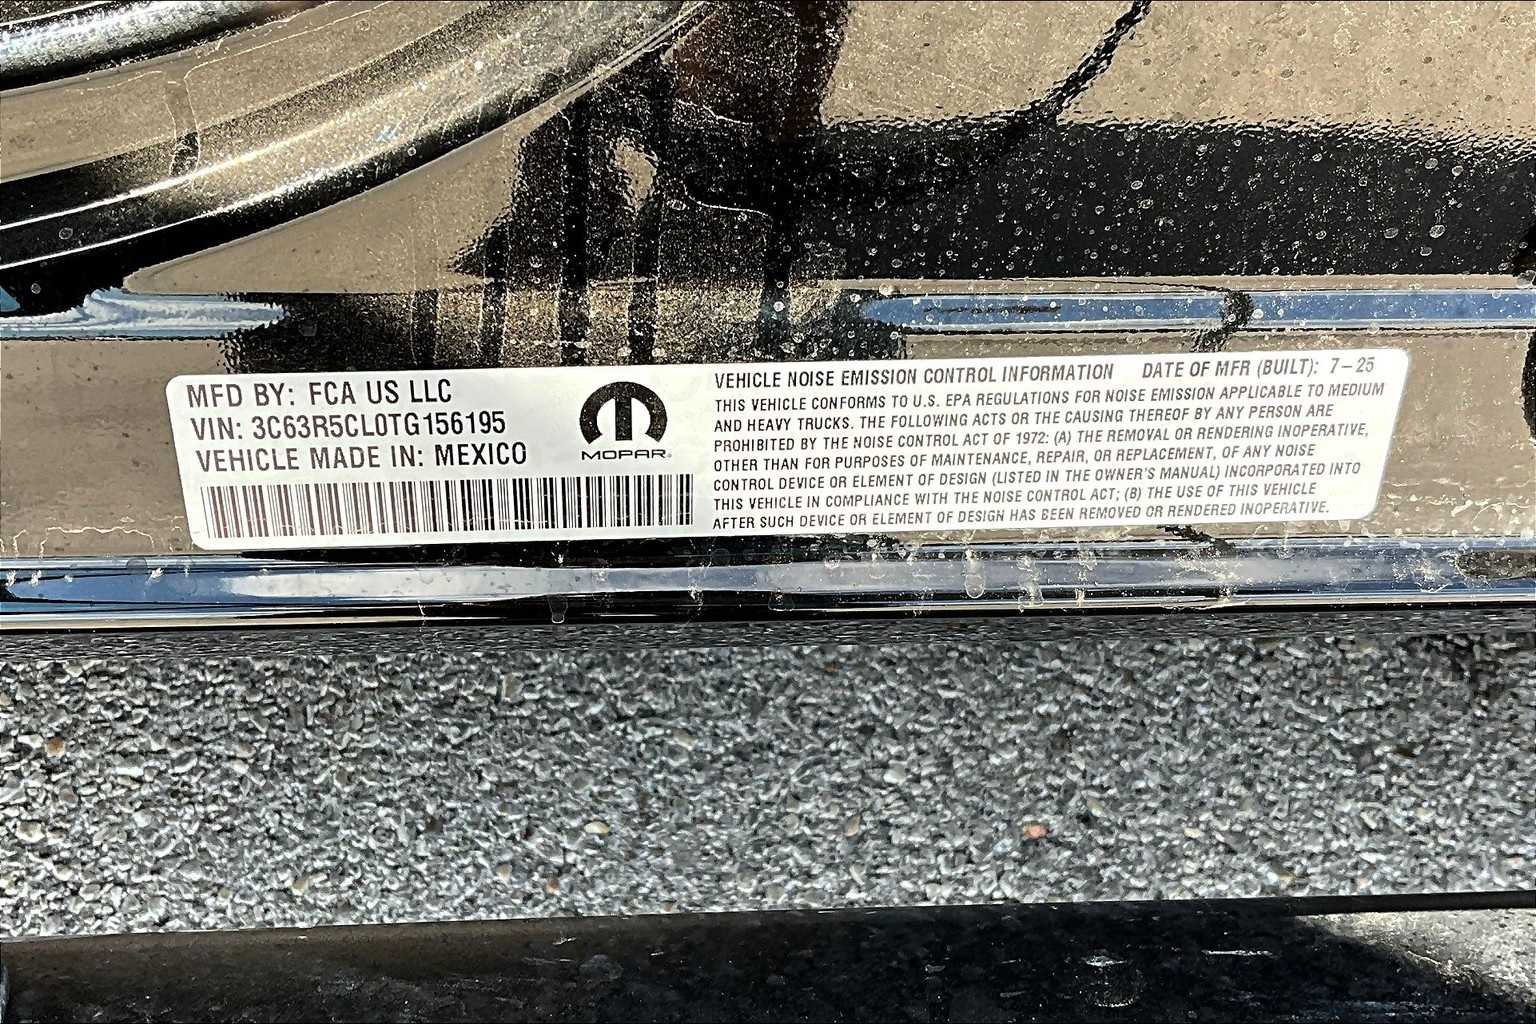 MFD BY: FCA US LLC
VIN: 3C63R5CL0TG156195
VEHICLE MADE IN: MEXICO
MOPAR®
VEHICLE NOISE EMISSION CONTROL INFORMATION DATE OF MFR (BUILT): 7-25
THIS VEHICLE CONFORMS TO U.S. EPA REGULATIONS FOR NOISE EMISSION APPLICABLE TO MEDIUM
AND HEAVY TRUCKS. THE FOLLOWING ACTS OR THE CAUSING THEREOF BY ANY PERSON ARE
PROHIBITED BY THE NOISE CONTROL ACT OF 1972: (A) THE REMOVAL OR RENDERING INOPERATIVE,
OTHER THAN FOR PURPOSES OF MAINTENANCE, REPAIR, OR REPLACEMENT, OF ANY NOISE
CONTROL DEVICE OR ELEMENT OF DESIGN (LISTED IN THE OWNER'S MANUAL) INCORPORATED INTO
THIS VEHICLE IN COMPLIANCE WITH THE NOISE CONTROL ACT; (B) THE USE OF THIS VEHICLE
AFTER SUCH DEVICE OR ELEMENT OF DESIGN HAS BEEN REMOVED OR RENDERED INOPERATIVE.